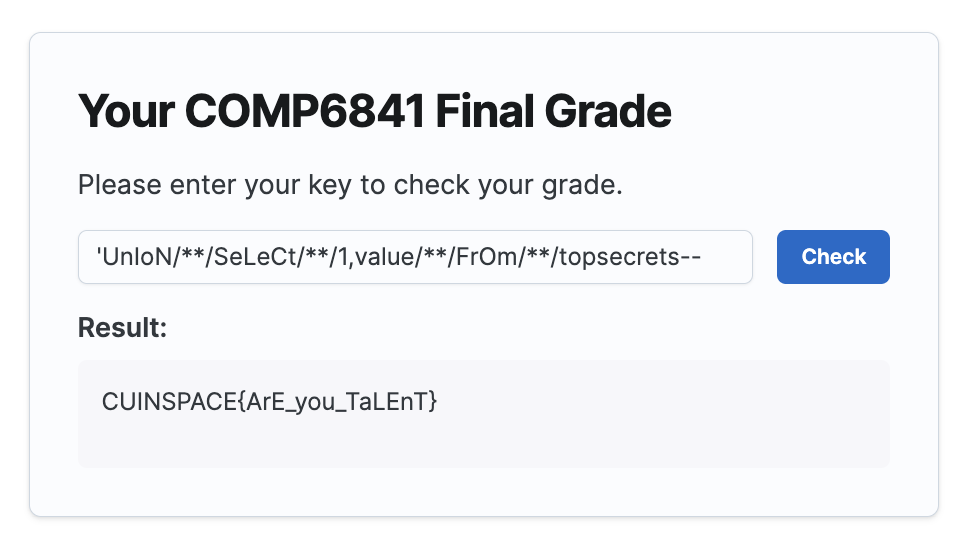 Your COMP6841 Final Grade
Please enter your key to check your grade.
'UnIoN/**/SeLeCt/**/1,value/**/FrOm/**/topsecrets--
Check
Result:
CUINSPACE{ArE_you_TaLEnT}